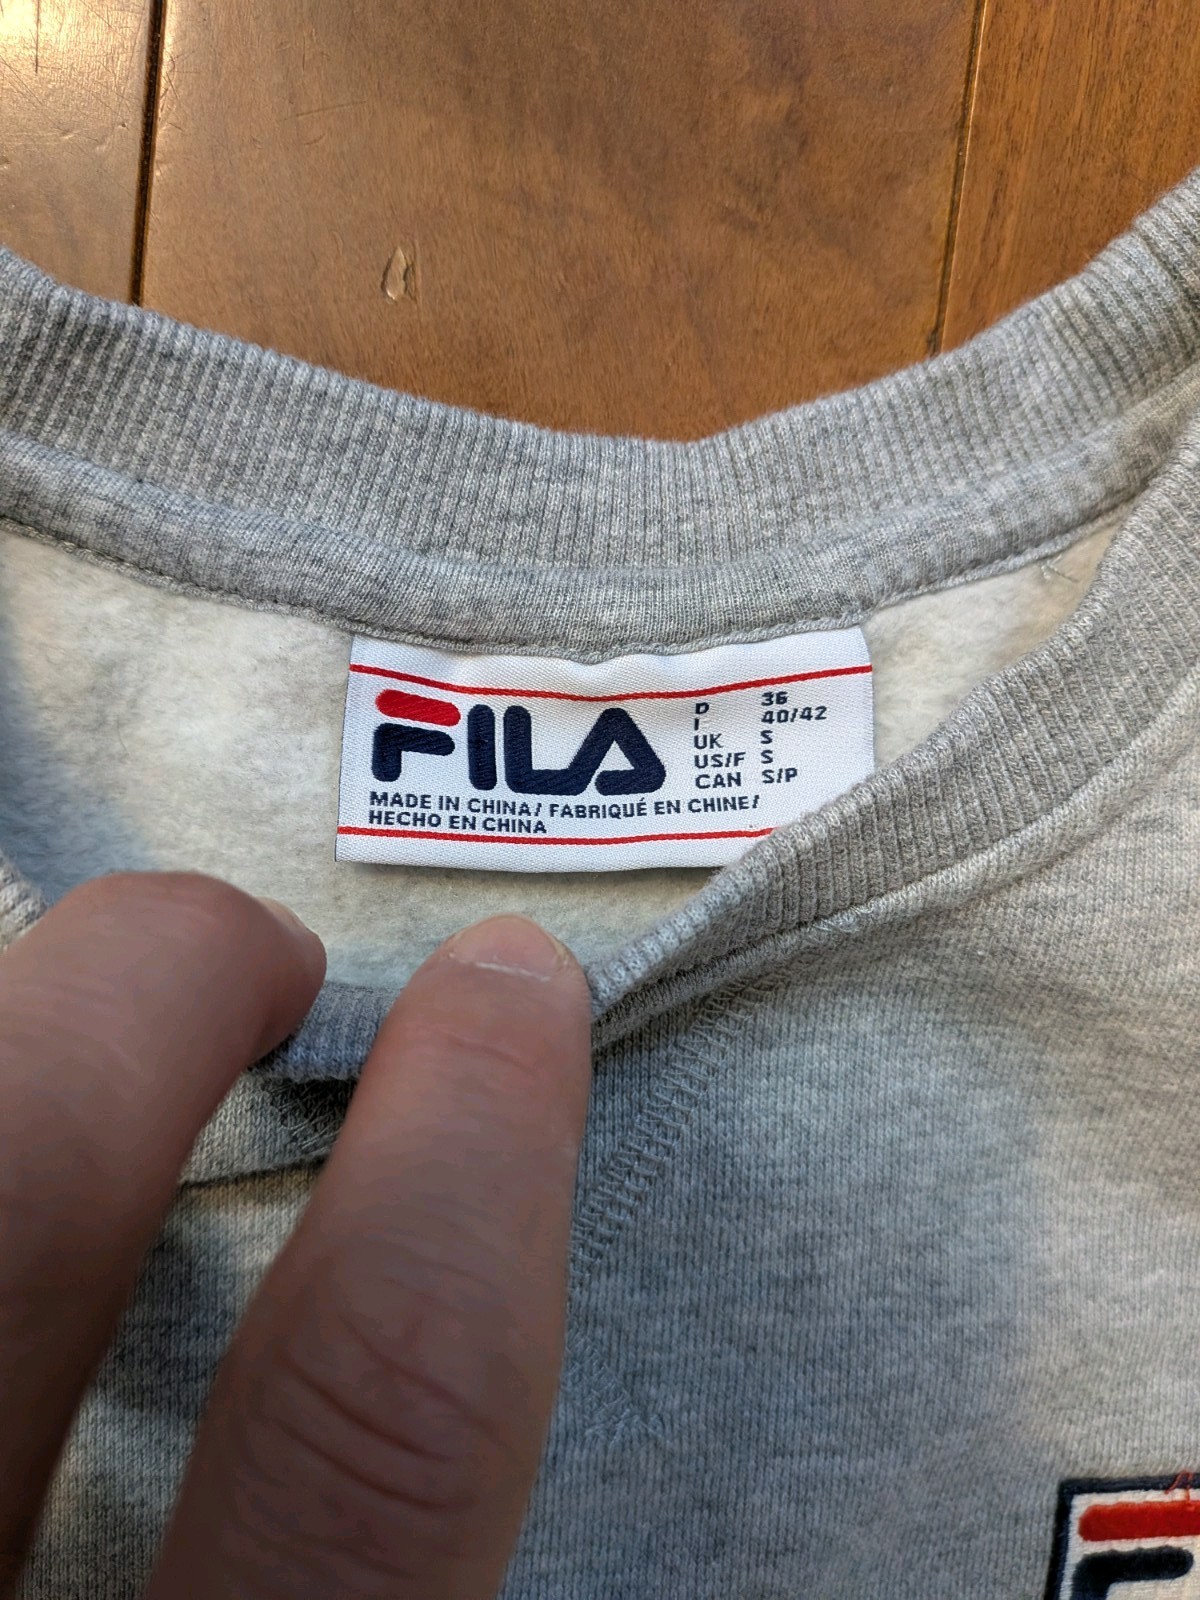 FILA
D 36
I 40/42
UK S
US/F S
CAN S/P
MADE IN CHINA/ FABRIQUÉ EN CHINE/
HECHO EN CHINA
F